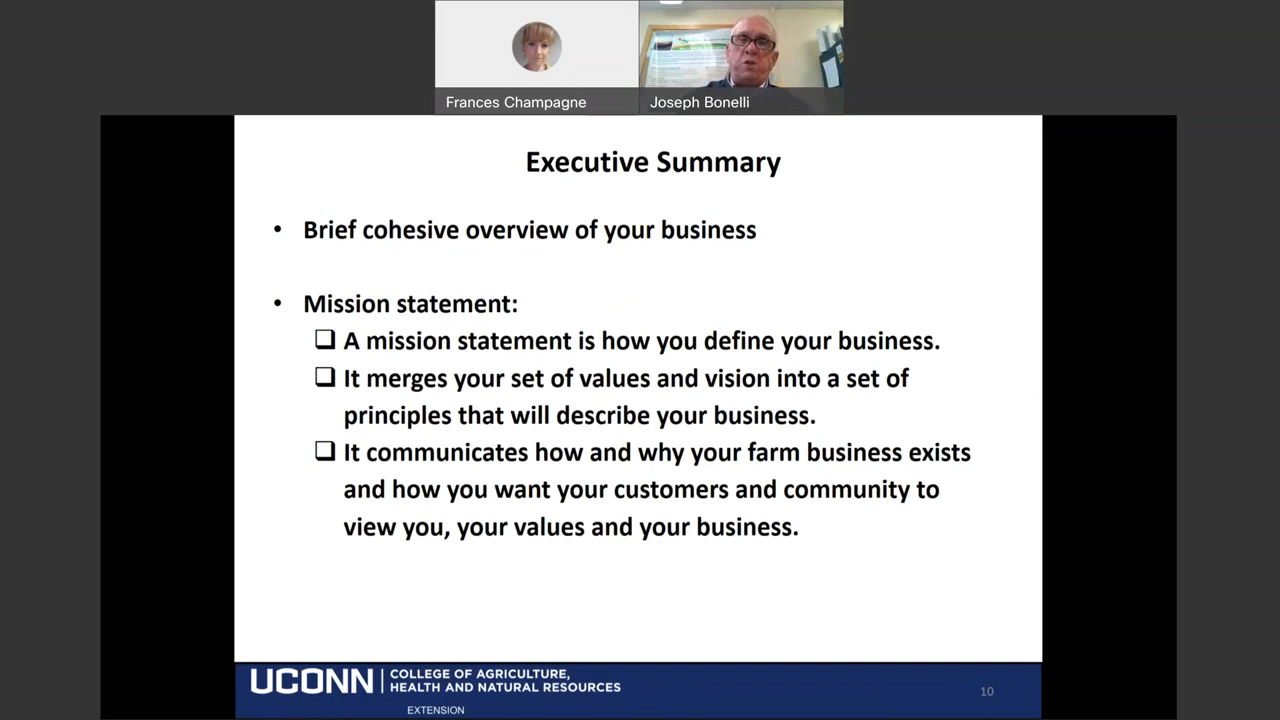 Frances Champagne
Joseph Bonelli
Executive Summary
• Brief cohesive overview of your business
• Mission statement:
❑ A mission statement is how you define your business.
❑ It merges your set of values and vision into a set of
principles that will describe your business.
❑ It communicates how and why your farm business exists
and how you want your customers and community to
view you, your values and your business.
UCONN
COLLEGE OF AGRICULTURE,
HEALTH AND NATURAL RESOURCES
EXTENSION
10